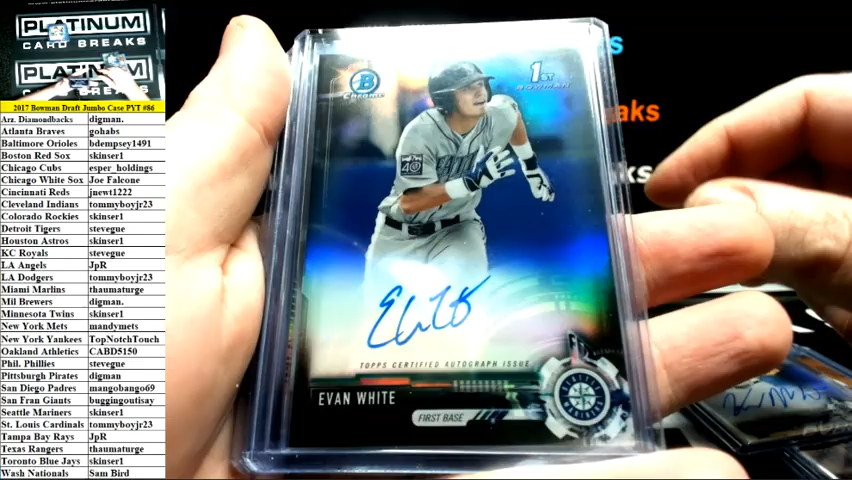 PLATINUM
CARD BREAKS
PLATINUM
2017 Bowman Draft Jumbo Case PYT #86
Arz. Diamondbacks digman.
Atlanta Braves gohabs
Baltimore Orioles bdempsey1491
Boston Red Sox skinser1
Chicago Cubs esper_holdings
Chicago White Sox Joe Falcone
Cincinnati Reds jnewt1222
Cleveland Indians tommyboyjr23
Colorado Rockies skinser1
Detroit Tigers stevegue
Houston Astros skinser1
KC Royals stevegue
LA Angels JpR
LA Dodgers tommyboyjr23
Miami Marlins thaumaturge
Mil Brewers digman.
Minnesota Twins skinser1
New York Mets mandymets
New York Yankees TopNotchTouch
Oakland Athletics CABD5150
Phil. Phillies stevegue
Pittsburgh Pirates digman
San Diego Padres mangobango69
San Fran Giants buggingoutisay
Seattle Mariners skinser1
St. Louis Cardinals tommyboyjr23
Tampa Bay Rays JpR
Texas Rangers thaumaturge
Toronto Blue Jays skinser1
Wash Nationals Sam Bird
B
Chrome
1ST
BOWMAN
40
TOPPS CERTIFIED AUTOGRAPH ISSUE
EVAN WHITE
FIRST BASE
SEATTLE
MARINERS